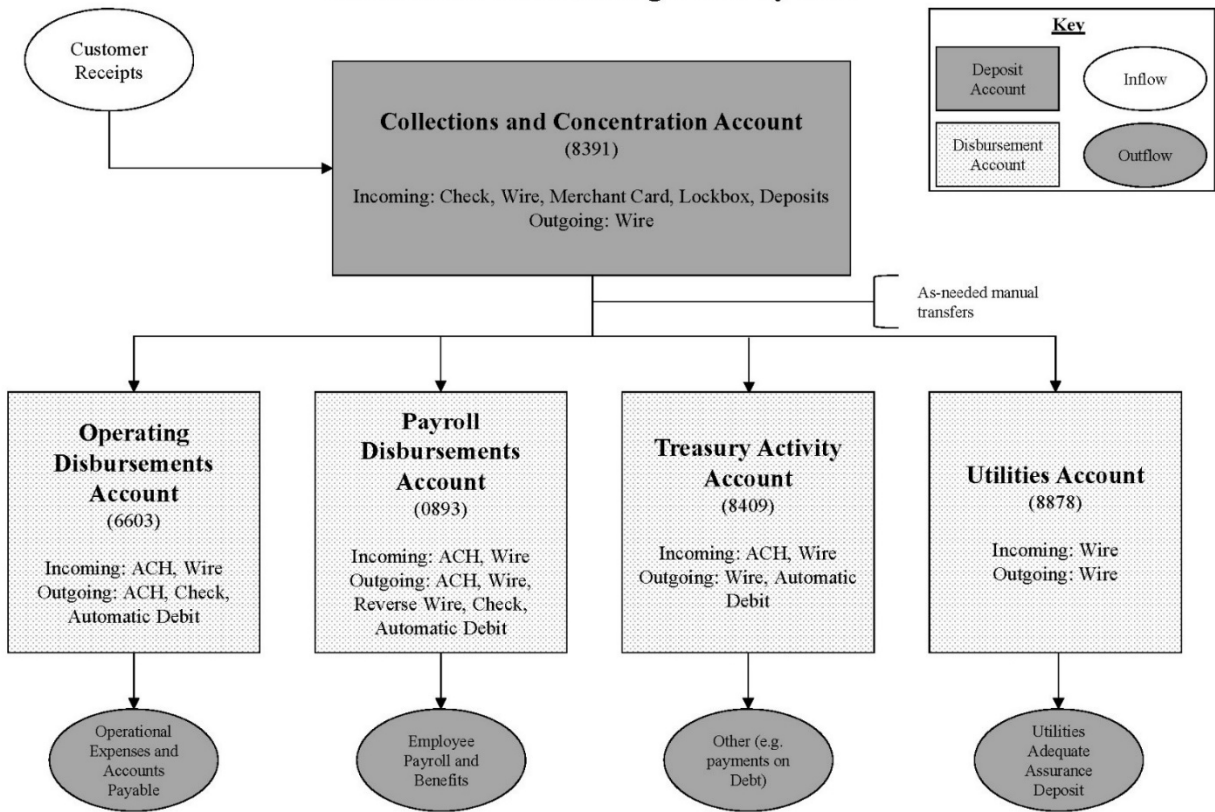 Customer
Receipts
Collections and Concentration Account
(8391)
Incoming: Check, Wire, Merchant Card, Lockbox, Deposits
Outgoing: Wire
Key
Deposit
Account
Inflow
Disbursement
Account
Outflow
As-needed manual
transfers
Operating
Disbursements
Account
(6603)
Incoming: ACH, Wire
Outgoing: ACH, Check,
Automatic Debit
Payroll
Disbursements
Account
(0893)
Incoming: ACH, Wire
Outgoing: ACH, Wire,
Reverse Wire, Check,
Automatic Debit
Treasury Activity
Account
(8409)
Incoming: ACH, Wire
Outgoing: Wire, Automatic
Debit
Utilities Account
(8878)
Incoming: Wire
Outgoing: Wire
Operational
Expenses and
Accounts
Payable
Employee
Payroll and
Benefits
Other (e.g.
payments on
Debt)
Utilities
Adequate
Assurance
Deposit